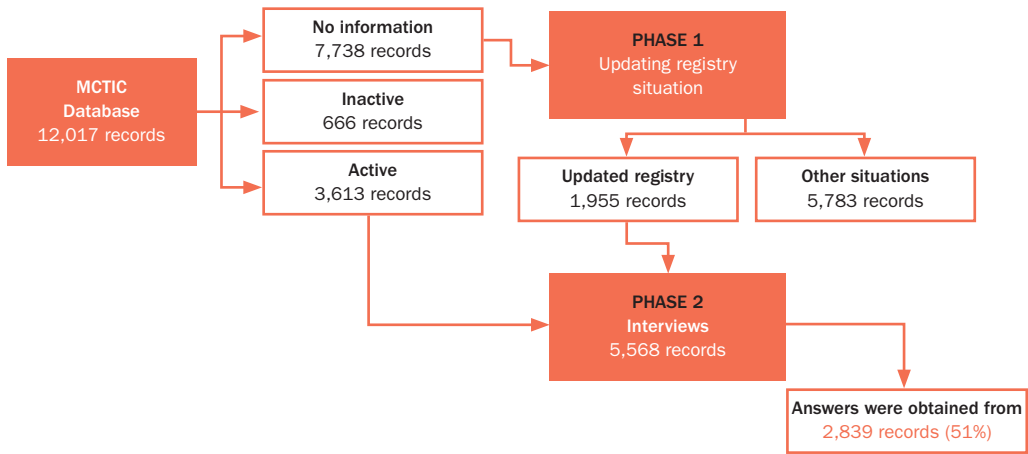 MCTIC
Database
12,017 records
No information
7,738 records
Inactive
666 records
Active
3,613 records
PHASE 1
Updating registry
situation
Updated registry
1,955 records
Other situations
5,783 records
PHASE 2
Interviews
5,568 records
Answers were obtained from
2,839 records (51%)